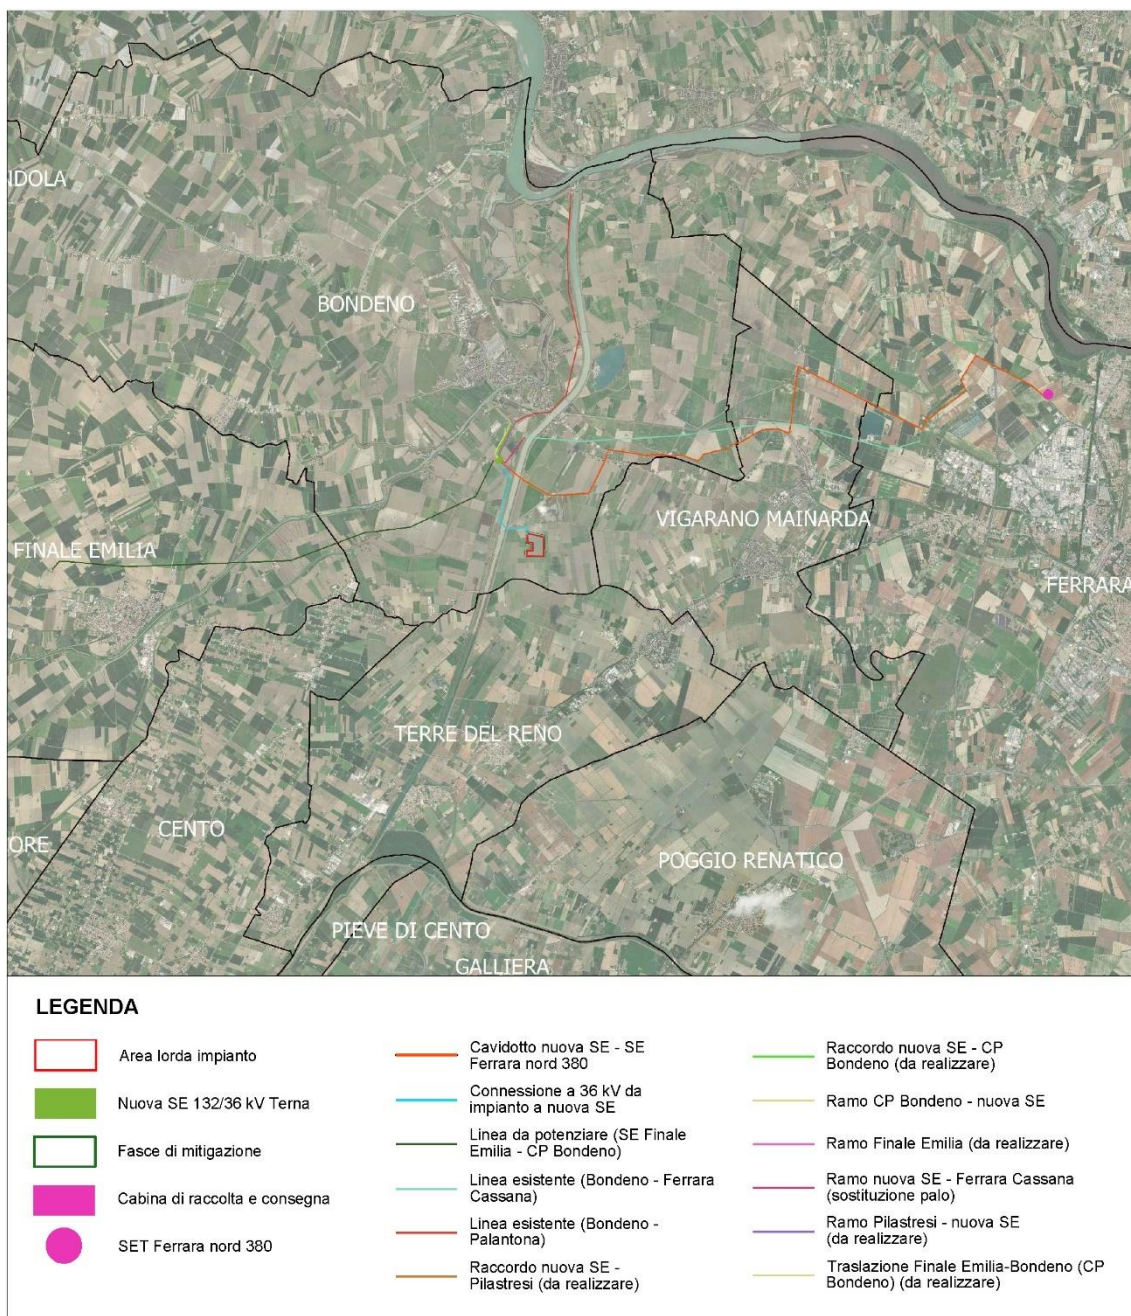 NDOLA
BONDENO
VIGARANO MAINARDA
FINALE EMILIA
FERRARA
TERRE DEL RENO
CENTO
ORE
POGGIO RENATICO
PIEVE DI CENTO
GALLIERA
LEGENDA
Area lorda impianto
Nuova SE 132/36 kV Terna
Fasce di mitigazione
Cabina di raccolta e consegna
SET Ferrara nord 380
Cavidotto nuova SE - SE
Ferrara nord 380
Connessione a 36 kV da
impianto a nuova SE
Linea da potenziare (SE Finale
Emilia - CP Bondeno)
Linea esistente (Bondeno - Ferrara
Cassana)
Linea esistente (Bondeno -
Palantona)
Raccordo nuova SE -
Pilastresi (da realizzare)
Raccordo nuova SE - CP
Bondeno (da realizzare)
Ramo CP Bondeno - nuova SE
Ramo Finale Emilia (da realizzare)
Ramo nuova SE - Ferrara Cassana
(sostituzione palo)
Ramo Pilastresi - nuova SE
(da realizzare)
Traslazione Finale Emilia-Bondeno (CP
Bondeno) (da realizzare)